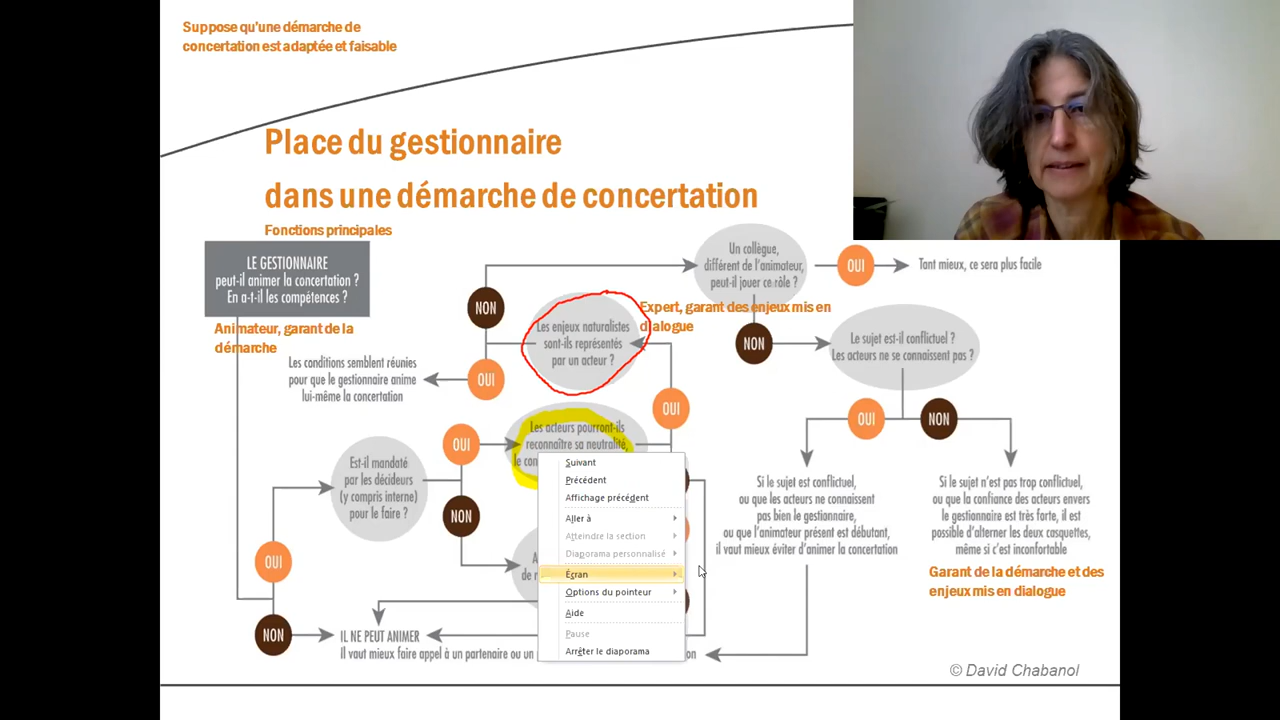 Suppose qu'une démarche de
concertation est adaptée et faisable
Place du gestionnaire
dans une démarche de concertation
Fonctions principales
LE GESTIONNAIRE
peut-il animer la concertation ?
En a-t-il les compétences ?
Animateur, garant de la
démarche
Les conditions semblent réunies
pour que le gestionnaire anime
lui-même la concertation
NON
OUI
Les enjeux naturalistes
sont-ils représentés
par un acteur ?
Expert, garant des enjeux mis en
dialogue
Un collègue,
différent de l'animateur,
peut-il jouer ce rôle ?
OUI
Tant mieux, ce sera plus facile
NON
Le sujet est-il conflictuel ?
Les acteurs ne se connaissent pas ?
OUI
NON
OUI
Les acteurs pourront-ils
reconnaître sa neutralité,
OUI
NON
Est-il mandaté
par les décideurs
(y compris interne)
pour le faire ?
OUI
NON
Suivant
Précédent
Affichage précédent
Aller à
Atteindre la section
Diaporama personnalisé
Écran
Options du pointeur
Aide
Pause
Arrêter le diaporama
Si le sujet est conflictuel,
ou que les acteurs ne connaissent
pas bien le gestionnaire,
ou que l'animateur présent est débutant,
il vaut mieux éviter d'animer la concertation
Si le sujet n'est pas trop conflictuel,
ou que la confiance des acteurs envers
le gestionnaire est très forte, il est
possible d'alterner les deux casquettes,
même si c'est inconfortable
Garant de la démarche et des
enjeux mis en dialogue
IL NE PEUT ANIMER
Il vaut mieux faire appel à un partenaire ou un
© David Chabanol